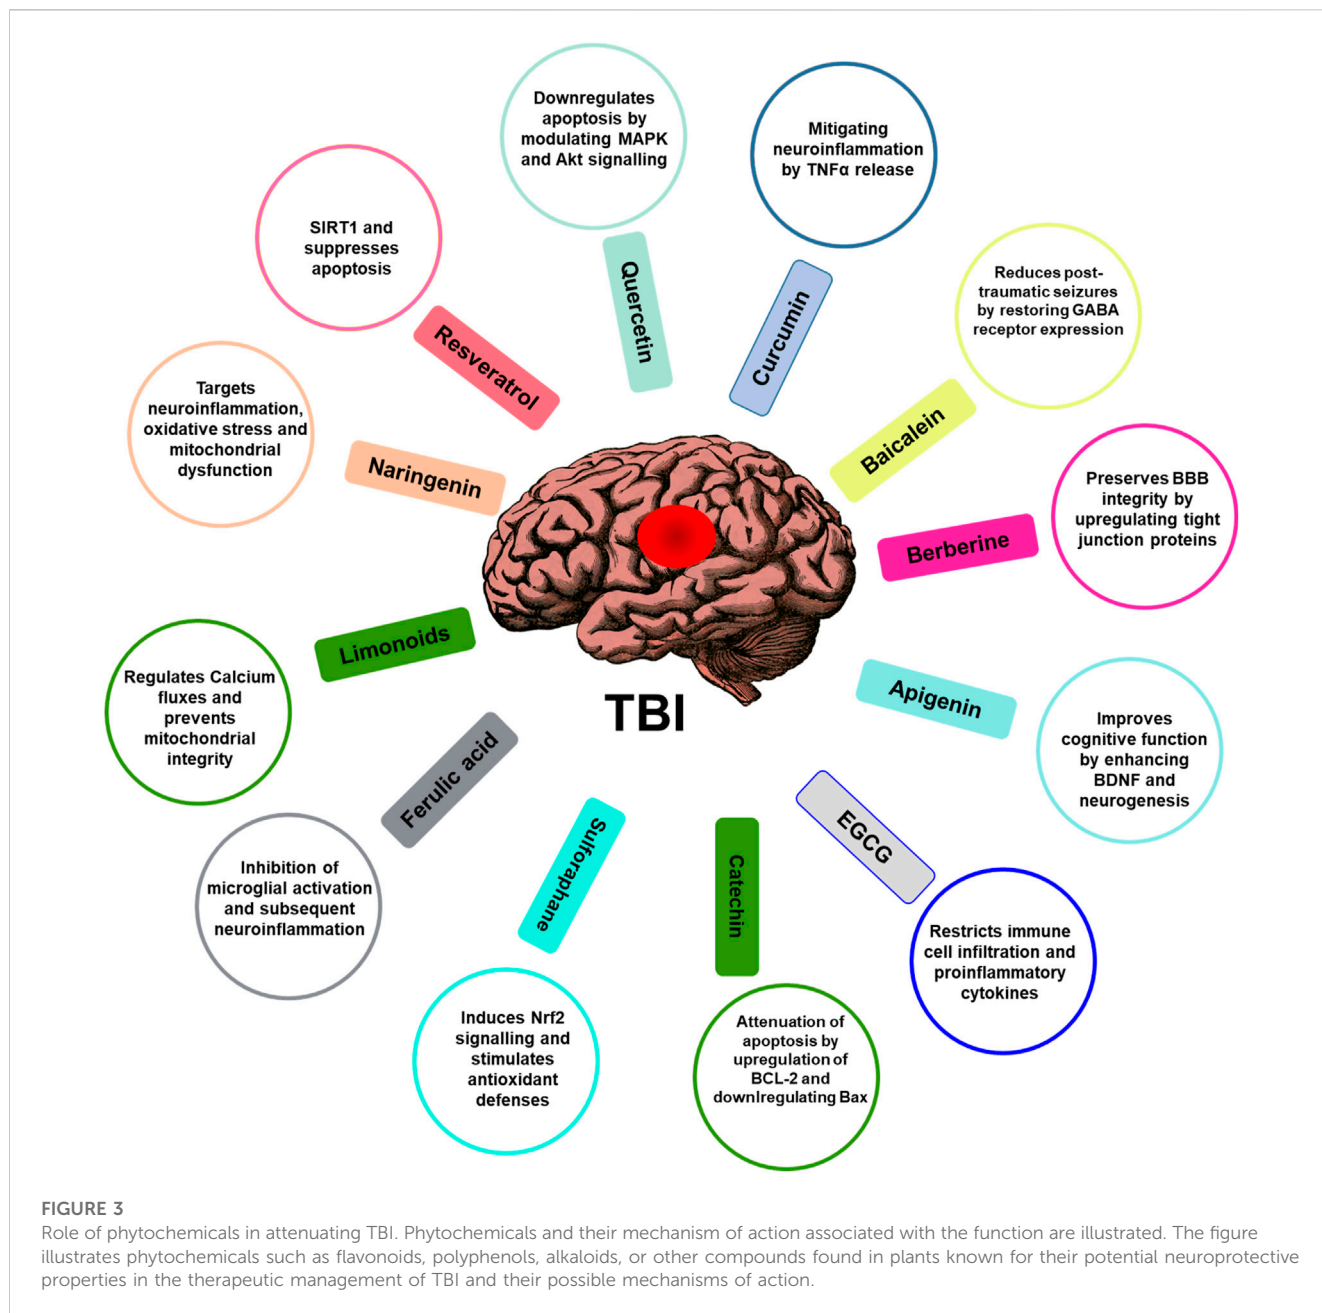 Downregulates
apoptosis by
modulating MAPK
and Akt signalling
Quercetin
Mitigating
neuroinflammation
by TNFα release
Curcumin
Reduces post-
traumatic seizures
by restoring GABA
receptor expression
Baicalein
Preserves BBB
integrity by
upregulating tight
junction proteins
Berberine
Improves
cognitive function
by enhancing
BDNF and
neurogenesis
Apigenin
Restricts immune
cell infiltration and
proinflammatory
cytokines
EGCG
Attenuation of
apoptosis by
upregulation of
BCL-2 and
downlregulating Bax
Catechin
Induces Nrf2
signalling and
stimulates
antioxidant
defenses
Sulforaphane
Inhibition of
microglial activation
and subsequent
neuroinflammation
Ferulic acid
Regulates Calcium
fluxes and
prevents
mitochondrial
integrity
Limonoids
Targets
neuroinflammation,
oxidative stress and
mitochondrial
dysfunction
Naringenin
SIRT1 and
suppresses
apoptosis
Resveratrol
TBI
FIGURE 3
Role of phytochemicals in attenuating TBI. Phytochemicals and their mechanism of action associated with the function are illustrated. The figure
illustrates phytochemicals such as flavonoids, polyphenols, alkaloids, or other compounds found in plants known for their potential neuroprotective
properties in the therapeutic management of TBI and their possible mechanisms of action.